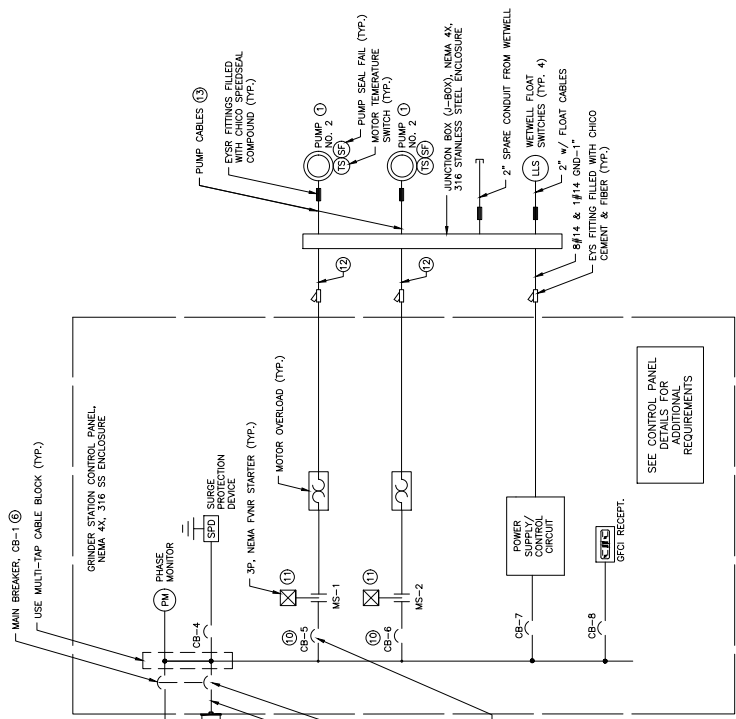 MAIN BREAKER, CB-1 ⑥
USE MULTI-TAP CABLE BLOCK (TYP.)
GRINDER STATION CONTROL PANEL,
NEMA 4X, 316 SS ENCLOSURE
PM
PHASE
MONITOR
SPD
SURGE
PROTECTION
DEVICE
CB-4
3P, NEMA FVNR STARTER (TYP.)
MOTOR OVERLOAD (TYP.)
⑪
MS-1
⑩
CB-5
⑪
MS-2
⑩
CB-6
POWER
SUPPLY/
CONTROL
CIRCUIT
CB-7
GFCI RECEPT.
CB-8
SEE CONTROL PANEL
DETAILS FOR
ADDITIONAL
REQUIREMENTS
⑫
⑫
PUMP CABLES ⑬
EYSR FITTINGS FILLED
WITH CHICO SPEEDSEAL
COMPOUND (TYP.)
PUMP ①
NO. 2
TS
SF
PUMP SEAL FAIL (TYP.)
MOTOR TEMERATURE
SWITCH (TYP.)
PUMP ①
NO. 2
TS
SF
JUNCTION BOX (J-BOX), NEMA 4X,
316 STAINLESS STEEL ENCLOSURE
2" SPARE CONDUIT FROM WETWELL
LLS
WETWELL FLOAT
SWITCHES (TYP. 4)
2" w/ FLOAT CABLES
8#14 & 1#14 GND-1"
EYS FITTING FILLED WITH CHICO
CEMENT & FIBER (TYP.)